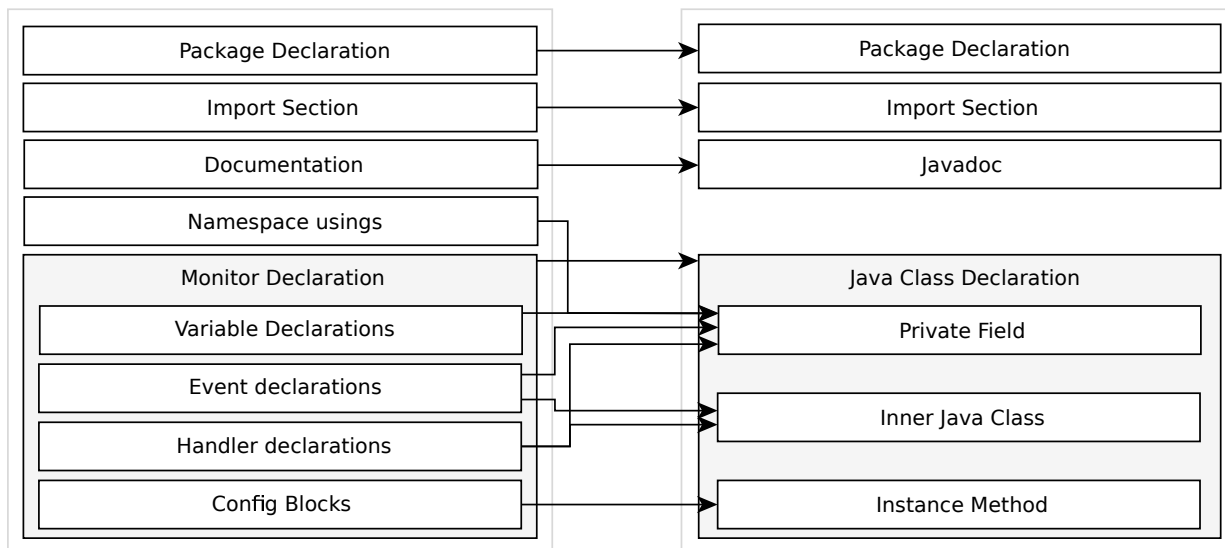 Package Declaration
Import Section
Documentation
Namespace usings
Monitor Declaration
Variable Declarations
Event declarations
Handler declarations
Config Blocks
Package Declaration
Import Section
Javadoc
Java Class Declaration
Private Field
Inner Java Class
Instance Method